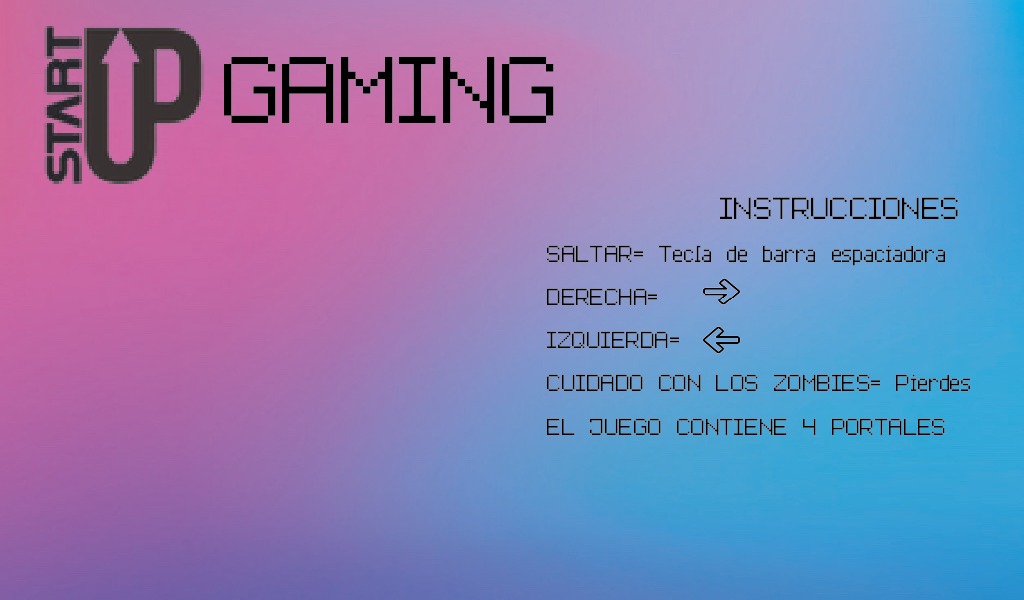 START UP GAMING
INSTRUCCIONES
SALTAR= Tecla de barra espaciadora
DERECHA=
IZQUIERDA=
CUIDADO CON LOS ZOMBIES= Pierdes
EL JUEGO CONTIENE 4 PORTALES